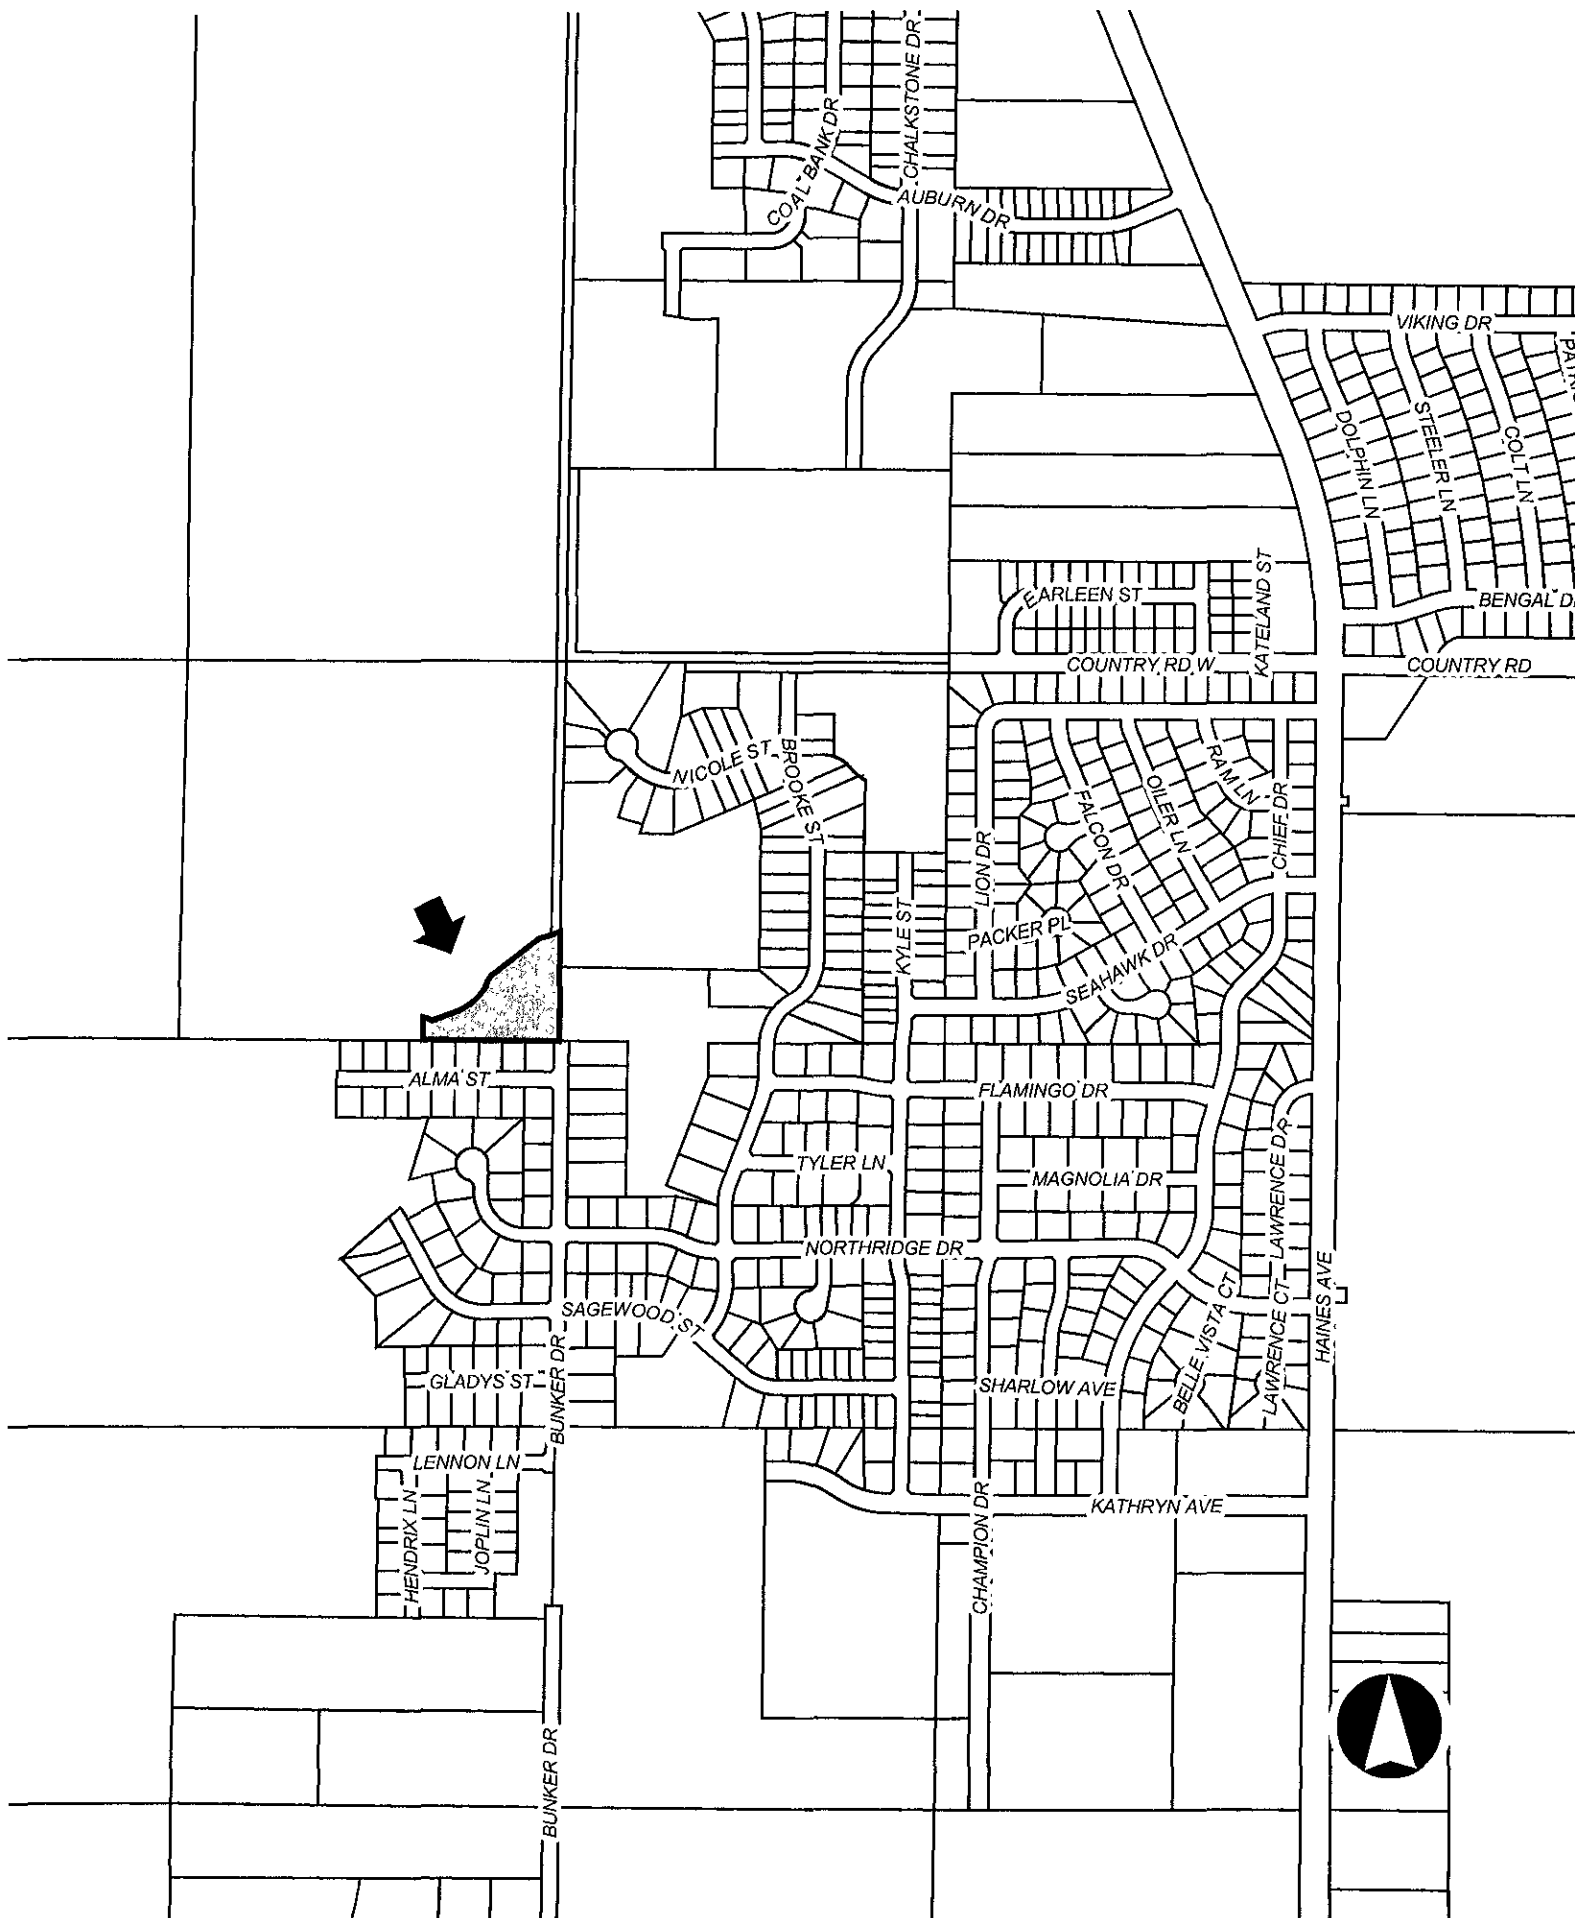 CHALKSTONE DR
COAL BANK DR
AUBURN DR
VIKING DR
DOLPHIN LN
STEELER LN
COLT LN
BENGAL
EARLEEN ST
KATELAND ST
COUNTRY RD W
COUNTRY RD
NICOLE ST
BROOKE ST
RAM LN
OILER LN
FALCON DR
CHIEF DR
LION DR
KYLE ST
PACKER PL
SEAHAWK DR
ALMA ST
FLAMINGO DR
TYLER LN
MAGNOLIA DR
LAWRENCE DR
NORTHRIDGE DR
SAGEWOOD ST
BELLE VISTA CT
LAWRENCE CT
HAINES AVE
BUNKER DR
GLADYS ST
SHARLOW AVE
LENNON LN
HENDRIX LN
JOPLIN LN
CHAMPION DR
KATHRYN AVE
BUNKER DR